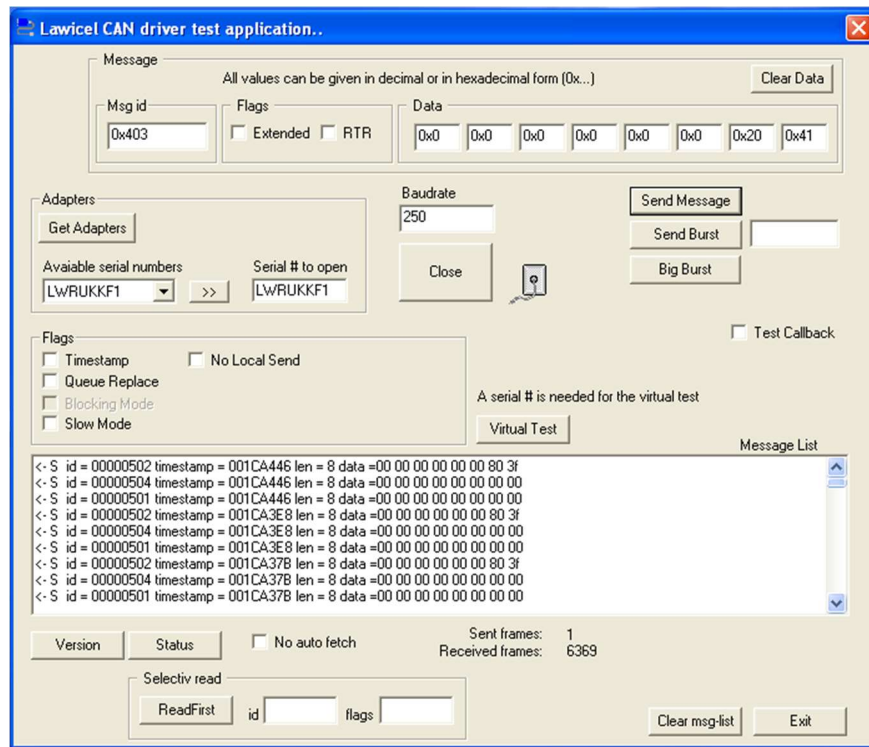 Lawicel CAN driver test application..
Message
All values can be given in decimal or in hexadecimal form (0x...)
Clear Data
Msg id
Flags
Data
0x403
Extended
RTR
0x0 0x0 0x0 0x0 0x0 0x0 0x20 0x41
Adapters
Get Adapters
Avaiable serial numbers
Serial # to open
LWRUKKF1
>>
LWRUKKF1
Baudrate
250
Close
Send Message
Send Burst
Big Burst
Test Callback
Flags
Timestamp
No Local Send
Queue Replace
Blocking Mode
Slow Mode
A serial # is needed for the virtual test
Virtual Test
Message List
<- S id = 00000502 timestamp = 001CA446 len = 8 data =00 00 00 00 00 00 80 3f
<- S id = 00000504 timestamp = 001CA446 len = 8 data =00 00 00 00 00 00 00 00
<- S id = 00000501 timestamp = 001CA446 len = 8 data =00 00 00 00 00 00 00 00
<- S id = 00000502 timestamp = 001CA3E8 len = 8 data =00 00 00 00 00 00 80 3f
<- S id = 00000504 timestamp = 001CA3E8 len = 8 data =00 00 00 00 00 00 00 00
<- S id = 00000501 timestamp = 001CA3E8 len = 8 data =00 00 00 00 00 00 00 00
<- S id = 00000502 timestamp = 001CA37B len = 8 data =00 00 00 00 00 00 80 3f
<- S id = 00000504 timestamp = 001CA37B len = 8 data =00 00 00 00 00 00 00 00
<- S id = 00000501 timestamp = 001CA37B len = 8 data =00 00 00 00 00 00 00 00
Version
Status
No auto fetch
Sent frames: 1
Received frames: 6369
Selectiv read
ReadFirst
id
flags
Clear msg-list
Exit